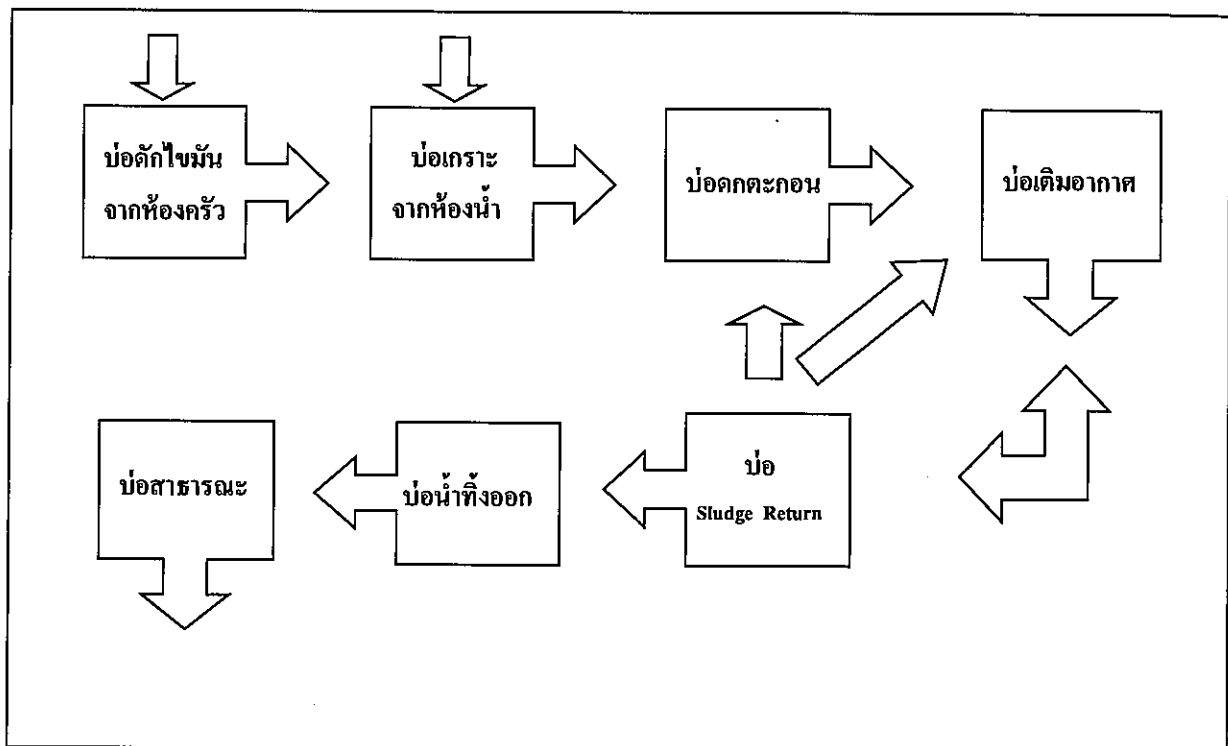 บ่อดักไขมัน
จากห้องครัว
บ่อเกราะ
จากห้องน้ำ
บ่อดกตะกอน
บ่อเติมอากาศ
บ่อสาธารณะ
บ่อน้ำทิ้งออก
บ่อ
Sludge Return